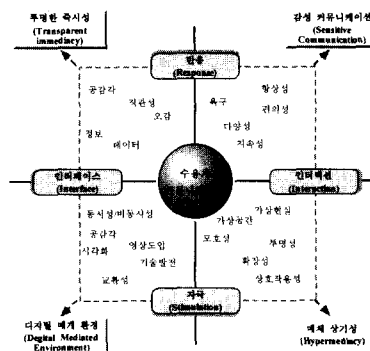 투명한 즉시성
(Transparent
immediacy)
감성 커뮤니케이션
(Sensitive
Communication)
반응
(Response)
공감각
직관성
오감
정보
데이터
욕구
항상성
편의성
다양성
지속성
인터페이스
(Interface)
수용자
인터랙션
(Interaction)
동시성/비동시성
공감각
시각화
영상도입
기술발전
교환성
가상현실
가상공간
모호성
투명성
확장성
상호작용성
자극
(Stimulation)
디지털 매개 환경
(Degital Mediated
Environment)
매체 상기성
(Hypermediacy)